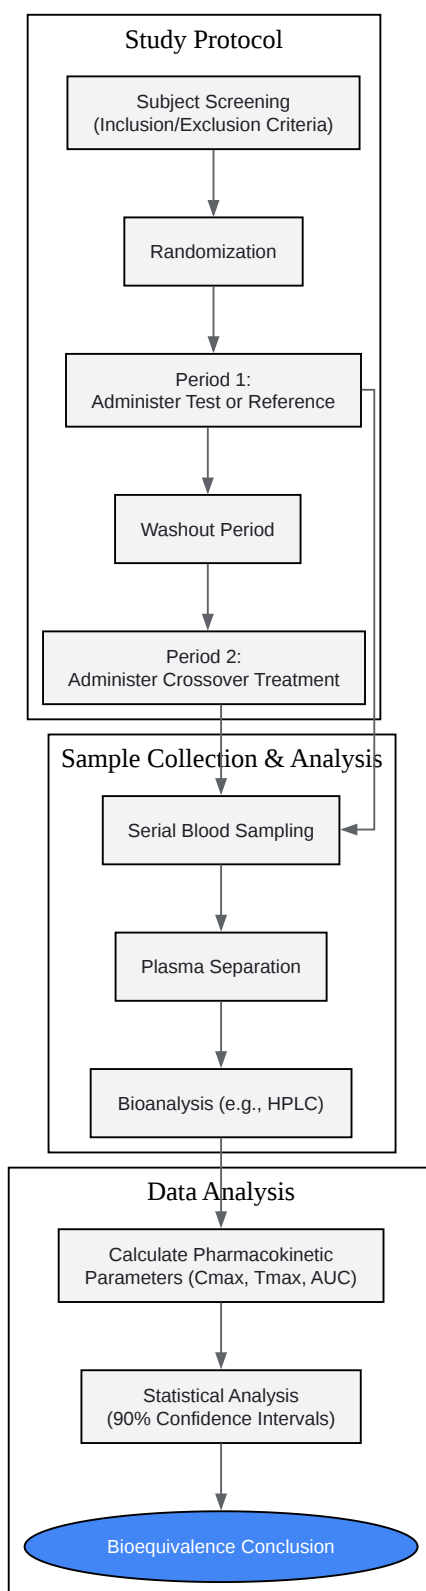 Study Protocol
Subject Screening
(Inclusion/Exclusion Criteria)
Randomization
Period 1:
Administer Test or Reference
Washout Period
Period 2:
Administer Crossover Treatment
Sample Collection & Analysis
Serial Blood Sampling
Plasma Separation
Bioanalysis (e.g., HPLC)
Data Analysis
Calculate Pharmacokinetic
Parameters (Cmax, Tmax, AUC)
Statistical Analysis
(90% Confidence Intervals)
Bioequivalence Conclusion